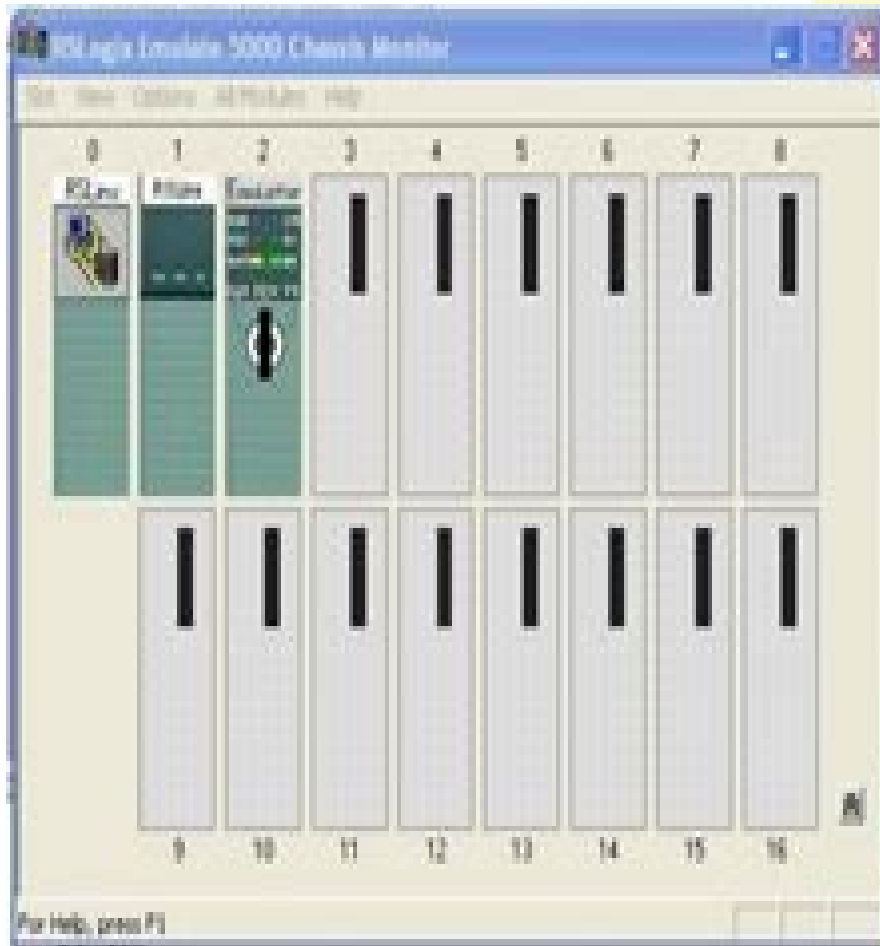 RSLogix Emulate 5000 Chassis Monitor
Slot View Options All Modules Help
0 1 2 3 4 5 6 7 8
RSLinx Emulator
9 10 11 12 13 14 15 16
For Help, press F1